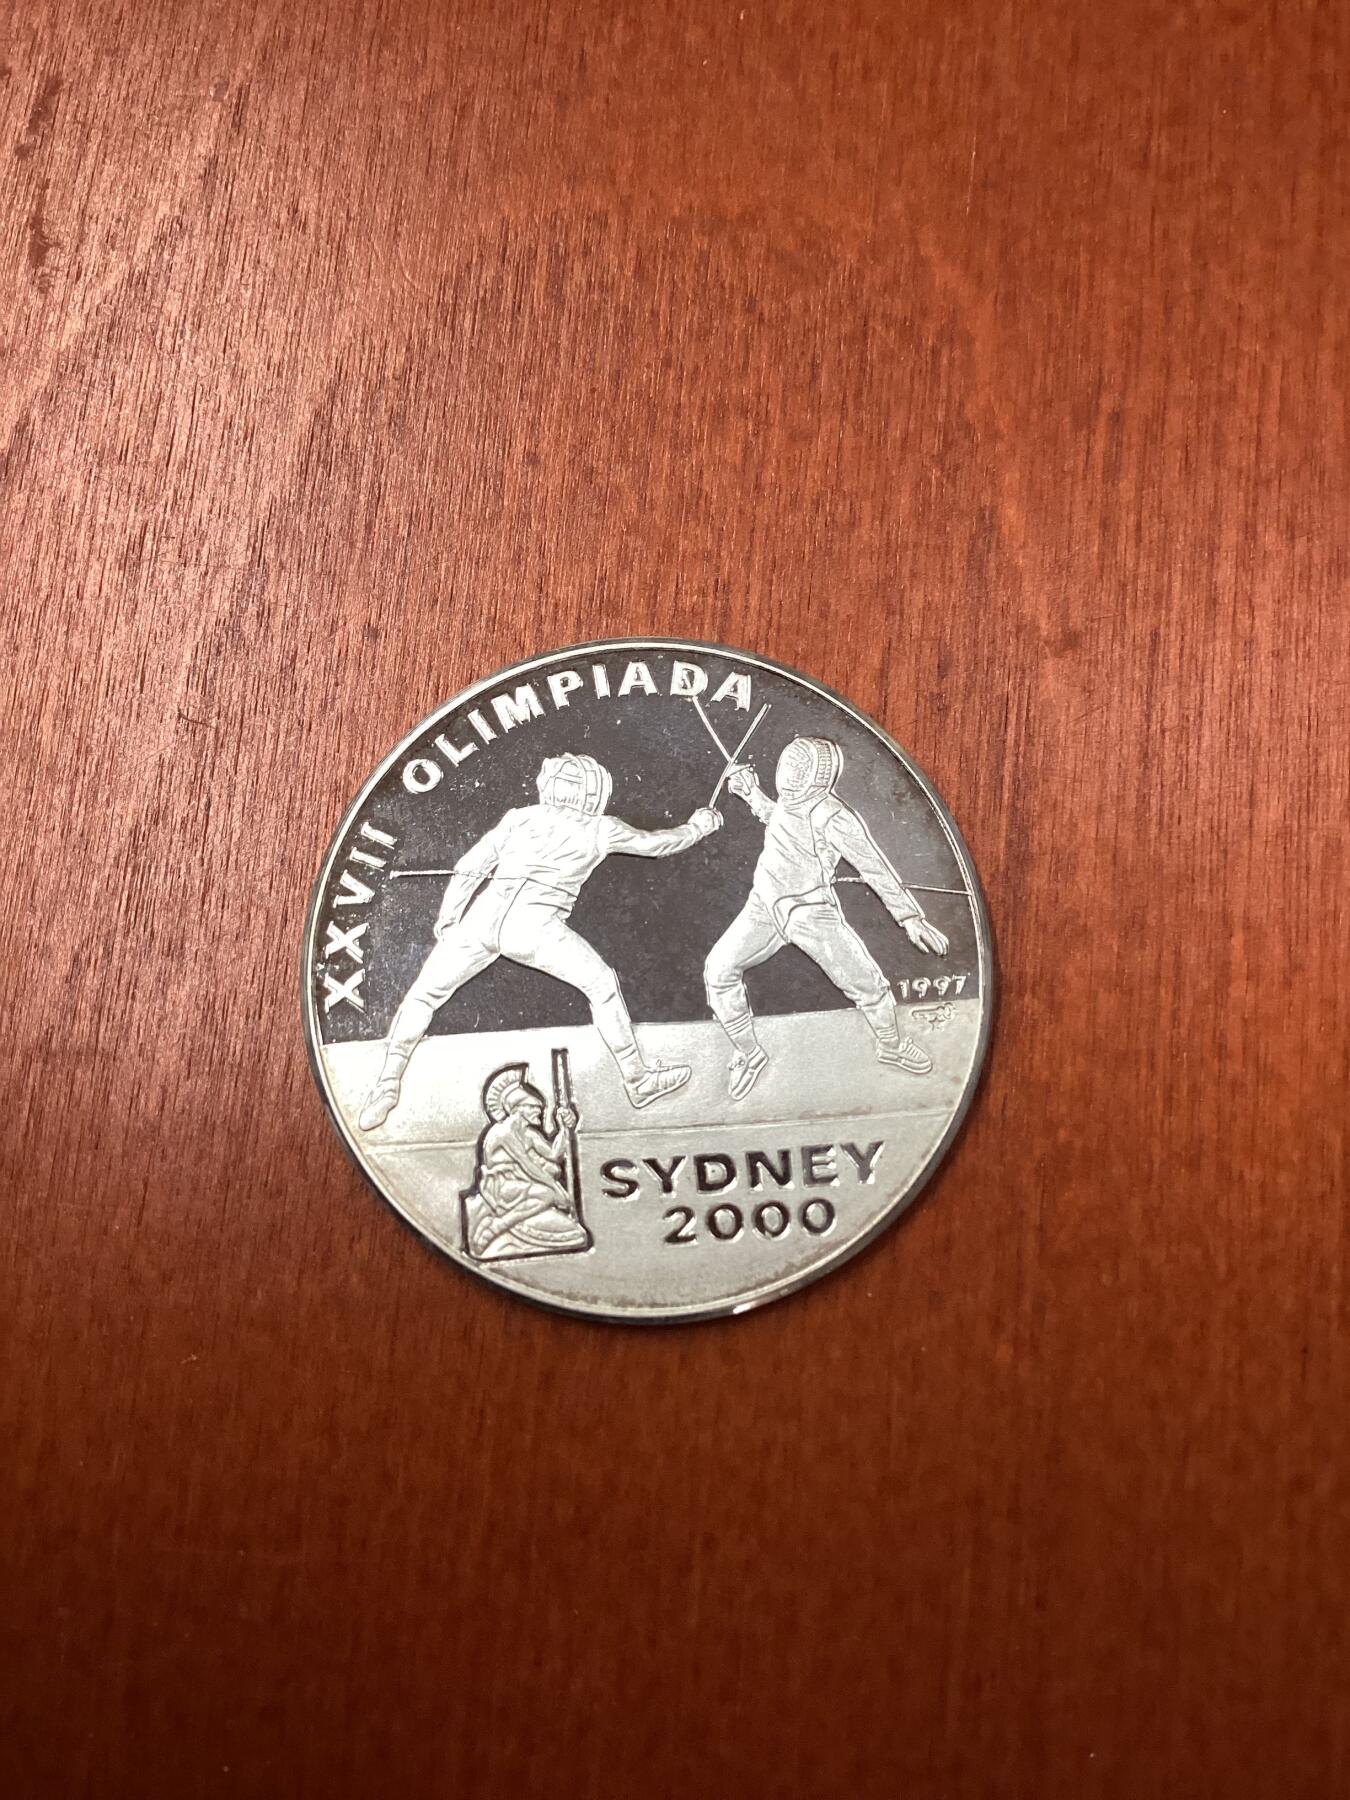 XXVII OLIMPIADA
1997
SYDNEY
2000